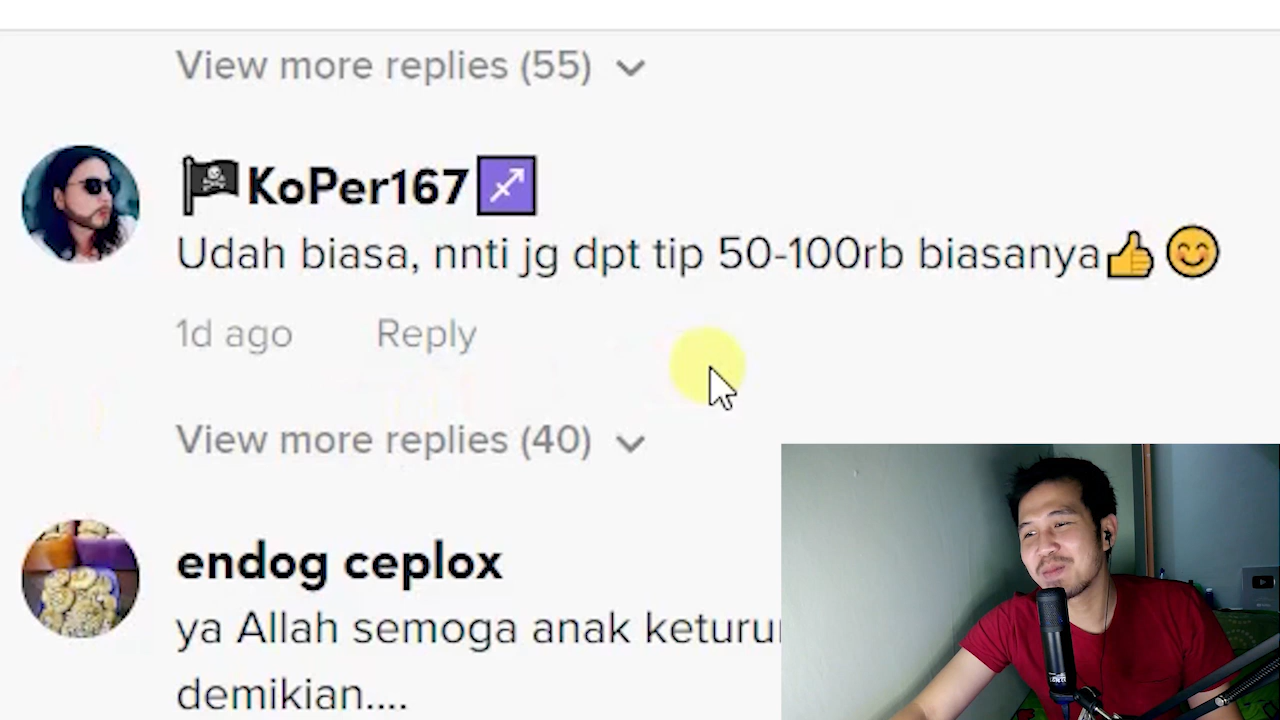 View more replies (55)
KoPer167
Udah biasa, nnti jg dpt tip 50-100rb biasanya👍😊
1d ago Reply
View more replies (40)
endog ceplox
ya Allah semoga anak
demikian....